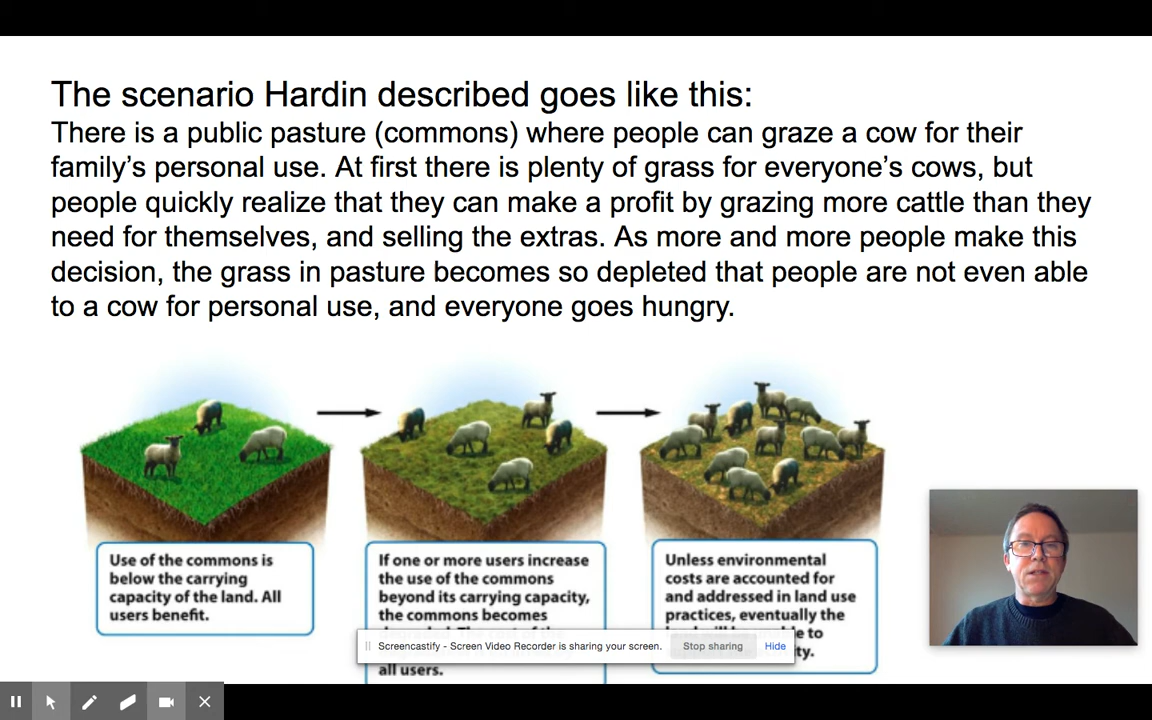 The scenario Hardin described goes like this:
There is a public pasture (commons) where people can graze a cow for their
family's personal use. At first there is plenty of grass for everyone's cows, but
people quickly realize that they can make a profit by grazing more cattle than they
need for themselves, and selling the extras. As more and more people make this
decision, the grass in pasture becomes so depleted that people are not even able
to a cow for personal use, and everyone goes hungry.
Use of the commons is
below the carrying
capacity of the land. All
users benefit.
If one or more users increase
the use of the commons
beyond its carrying capacity,
the commons becomes
all users.
Unless environmental
costs are accounted for
and addressed in land use
practices, eventually the
Screencastify - Screen Video Recorder is sharing your screen.
Stop sharing
Hide